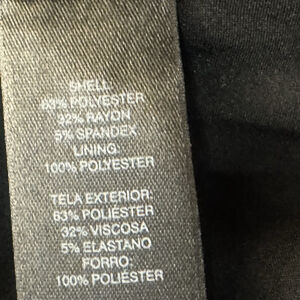 SHELL:
63% POLYESTER
32% RAYON
5% SPANDEX
LINING:
100% POLYESTER
TELA EXTERIOR:
63% POLIÉSTER
32% VISCOSA
5% ELASTANO
FORRO:
100% POLIÉSTER